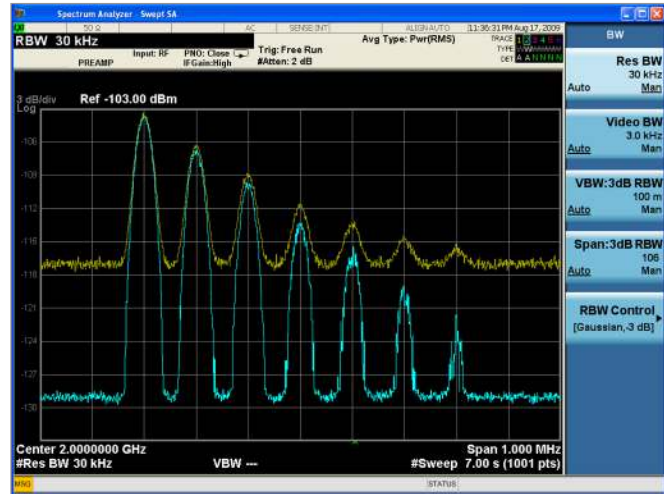 Spectrum Analyzer - Swept SA
50 Ω AC SENSE:INT ALIGN AUTO 11:36:31 PM Aug 17, 2009
RBW 30 kHz
Input: RF PNO: Close Trig: Free Run Avg Type: Pwr(RMS) TRACE
PREAMP IFGain:High #Atten: 2 dB TYPE
DET A A N N N N
3 dB/div Ref -103.00 dBm
Log
-106
-109
-112
-115
-118
-121
-124
-127
-130
Center 2.0000000 GHz Span 1.000 MHz
#Res BW 30 kHz VBW --- #Sweep 7.00 s (1001 pts)
MSG STATUS
BW
Res BW
30 kHz
Auto Man
Video BW
3.0 kHz
Auto Man
VBW:3dB RBW
100 m
Auto Man
Span:3dB RBW
106
Auto Man
RBW Control
[Gaussian,-3 dB]